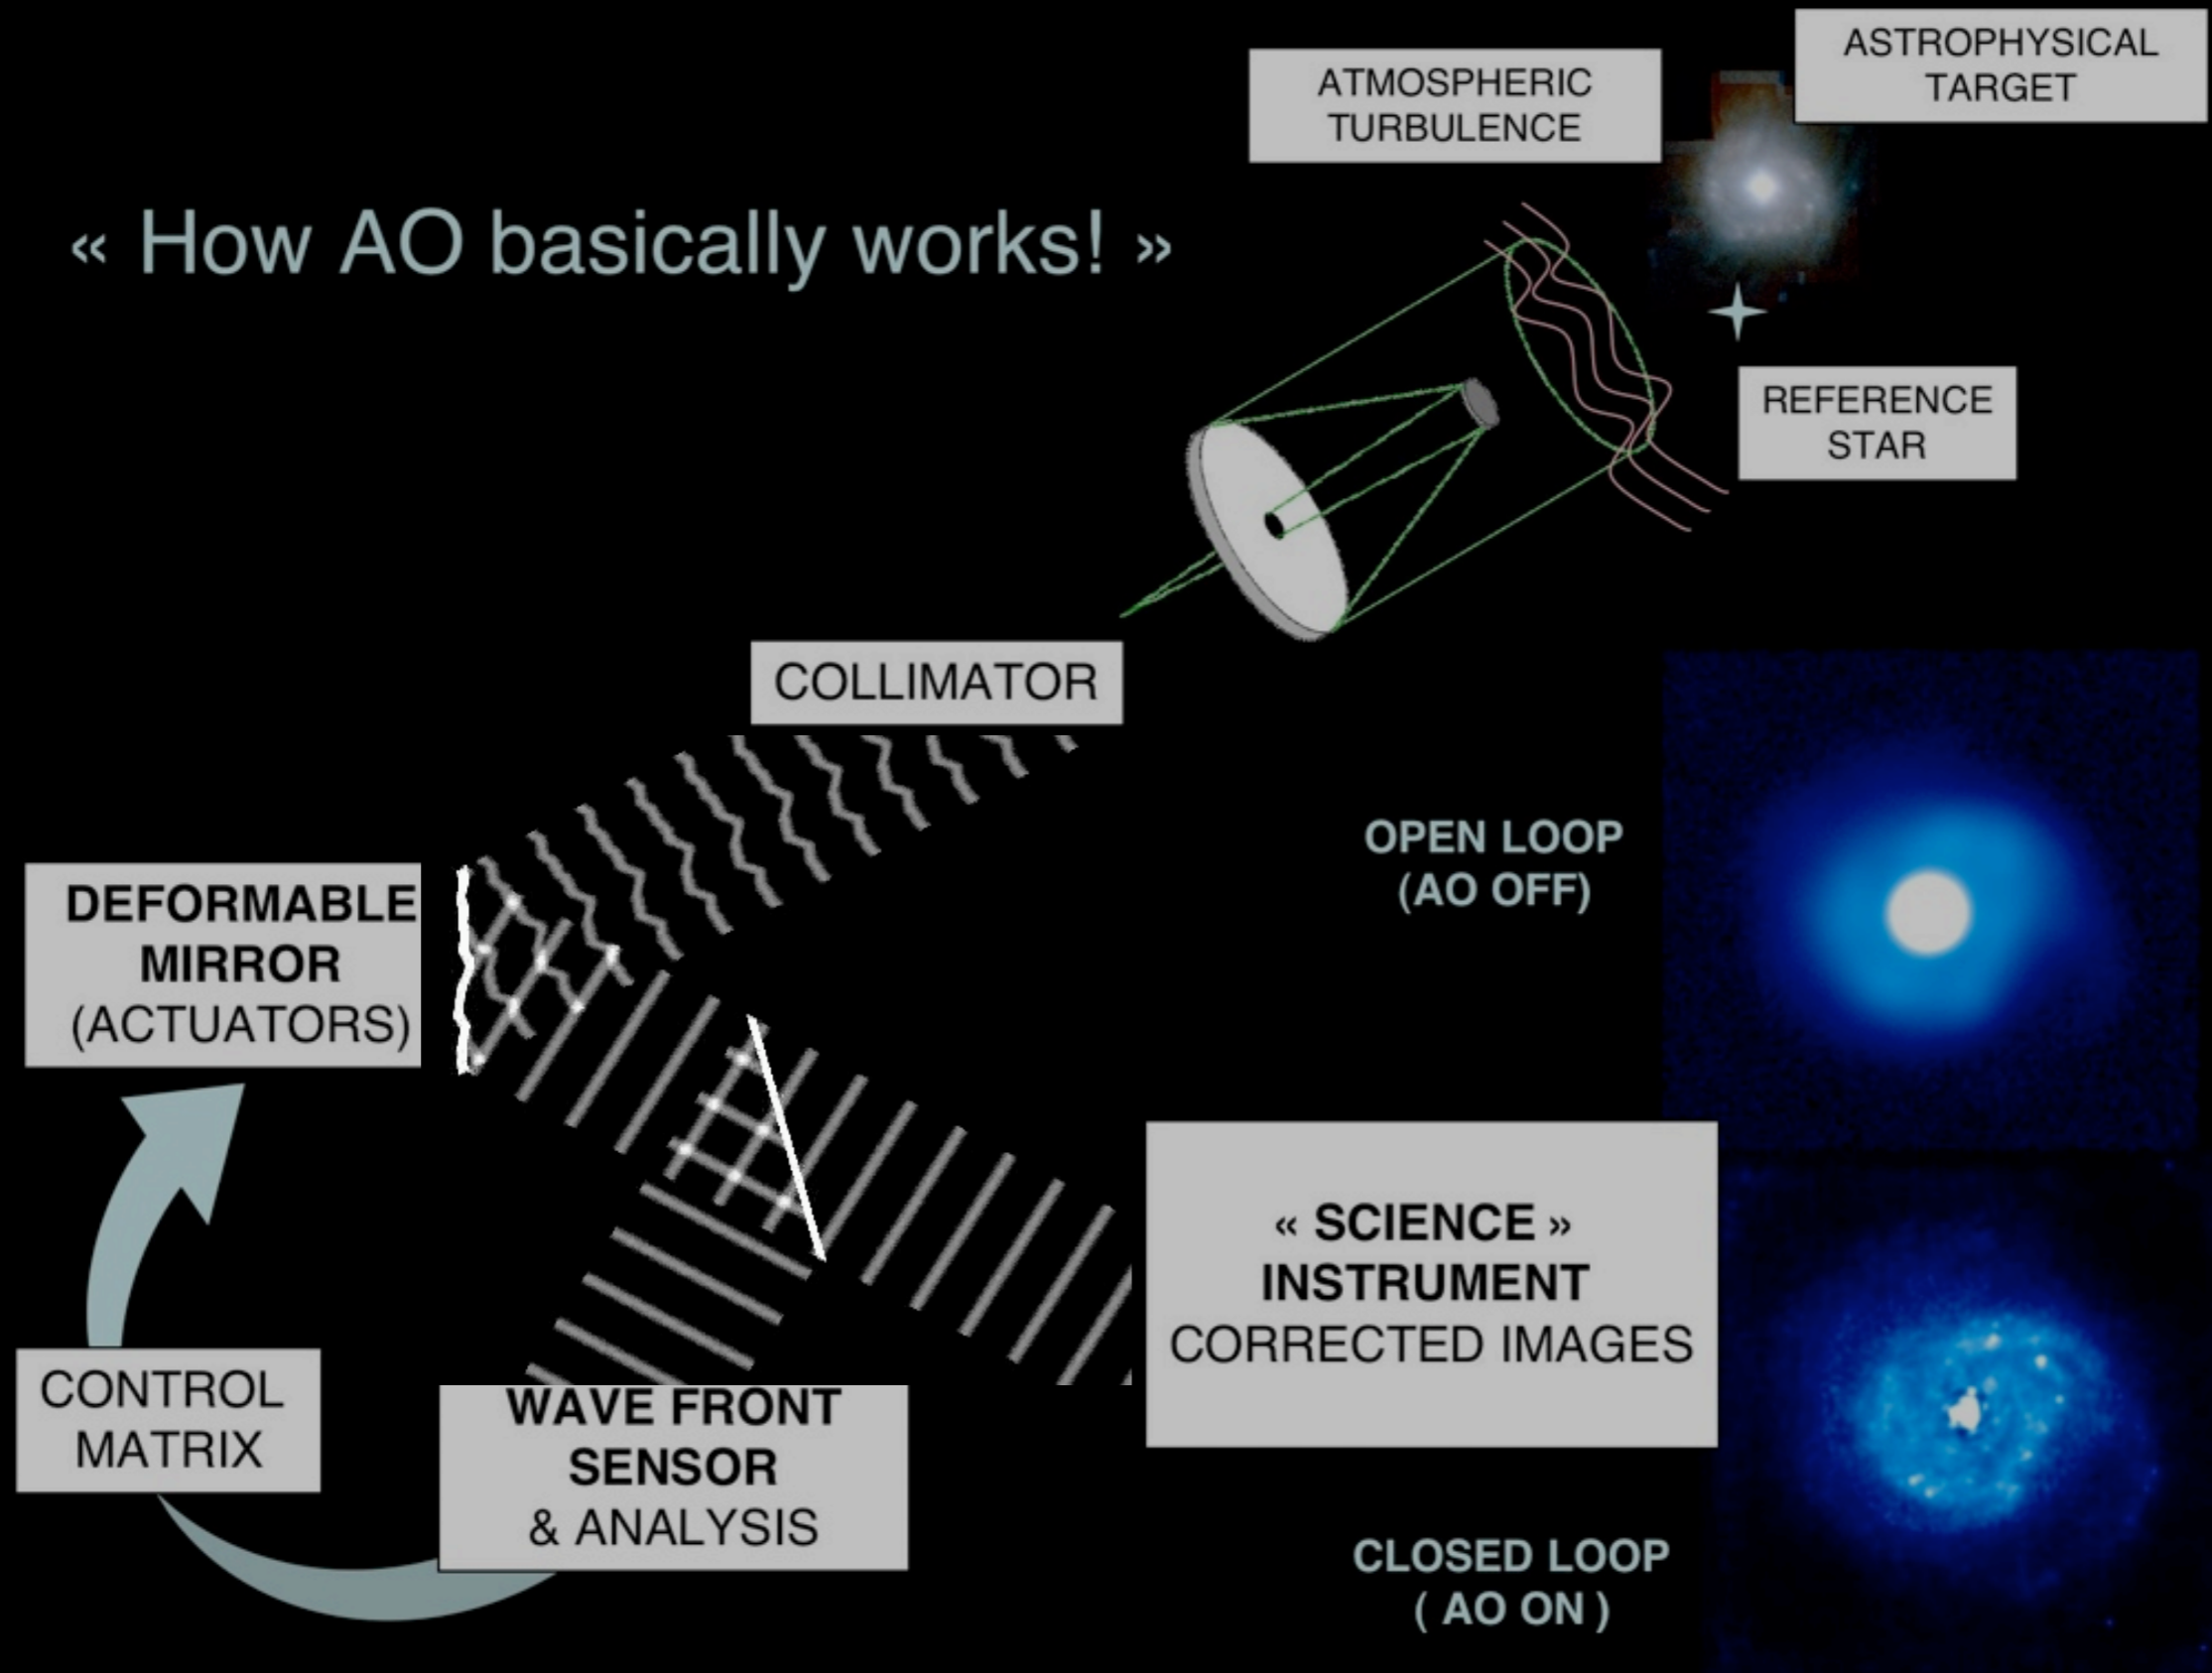 ASTROPHYSICAL
TARGET
ATMOSPHERIC
TURBULENCE
« How AO basically works! »
REFERENCE
STAR
COLLIMATOR
OPEN LOOP
(AO OFF)
DEFORMABLE
MIRROR
(ACTUATORS)
« SCIENCE »
INSTRUMENT
CORRECTED IMAGES
CONTROL
MATRIX
WAVE FRONT
SENSOR
& ANALYSIS
CLOSED LOOP
( AO ON )